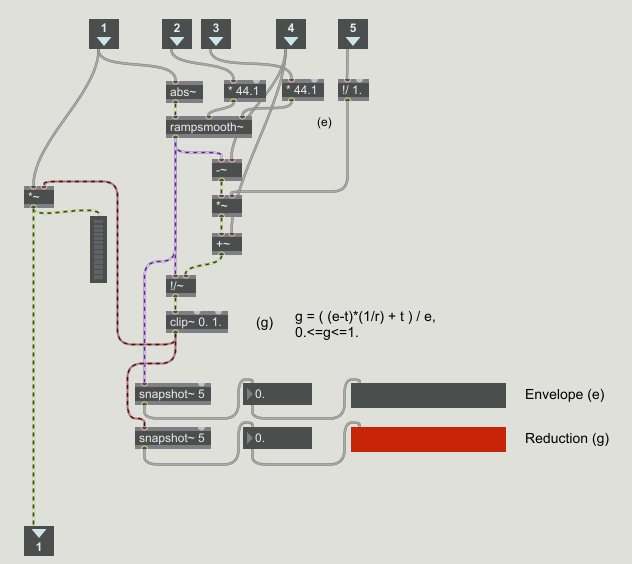 1
2
3
4
5
abs~
* 44.1
* 44.1
!/ 1.
rampsmooth~
(e)
-~
*~
*~
+~
!/~
clip~ 0. 1.
(g)
g = ( (e-t)*(1/r) + t ) / e,
0.<=g<=1.
snapshot~ 5
0.
Envelope (e)
snapshot~ 5
0.
Reduction (g)
1